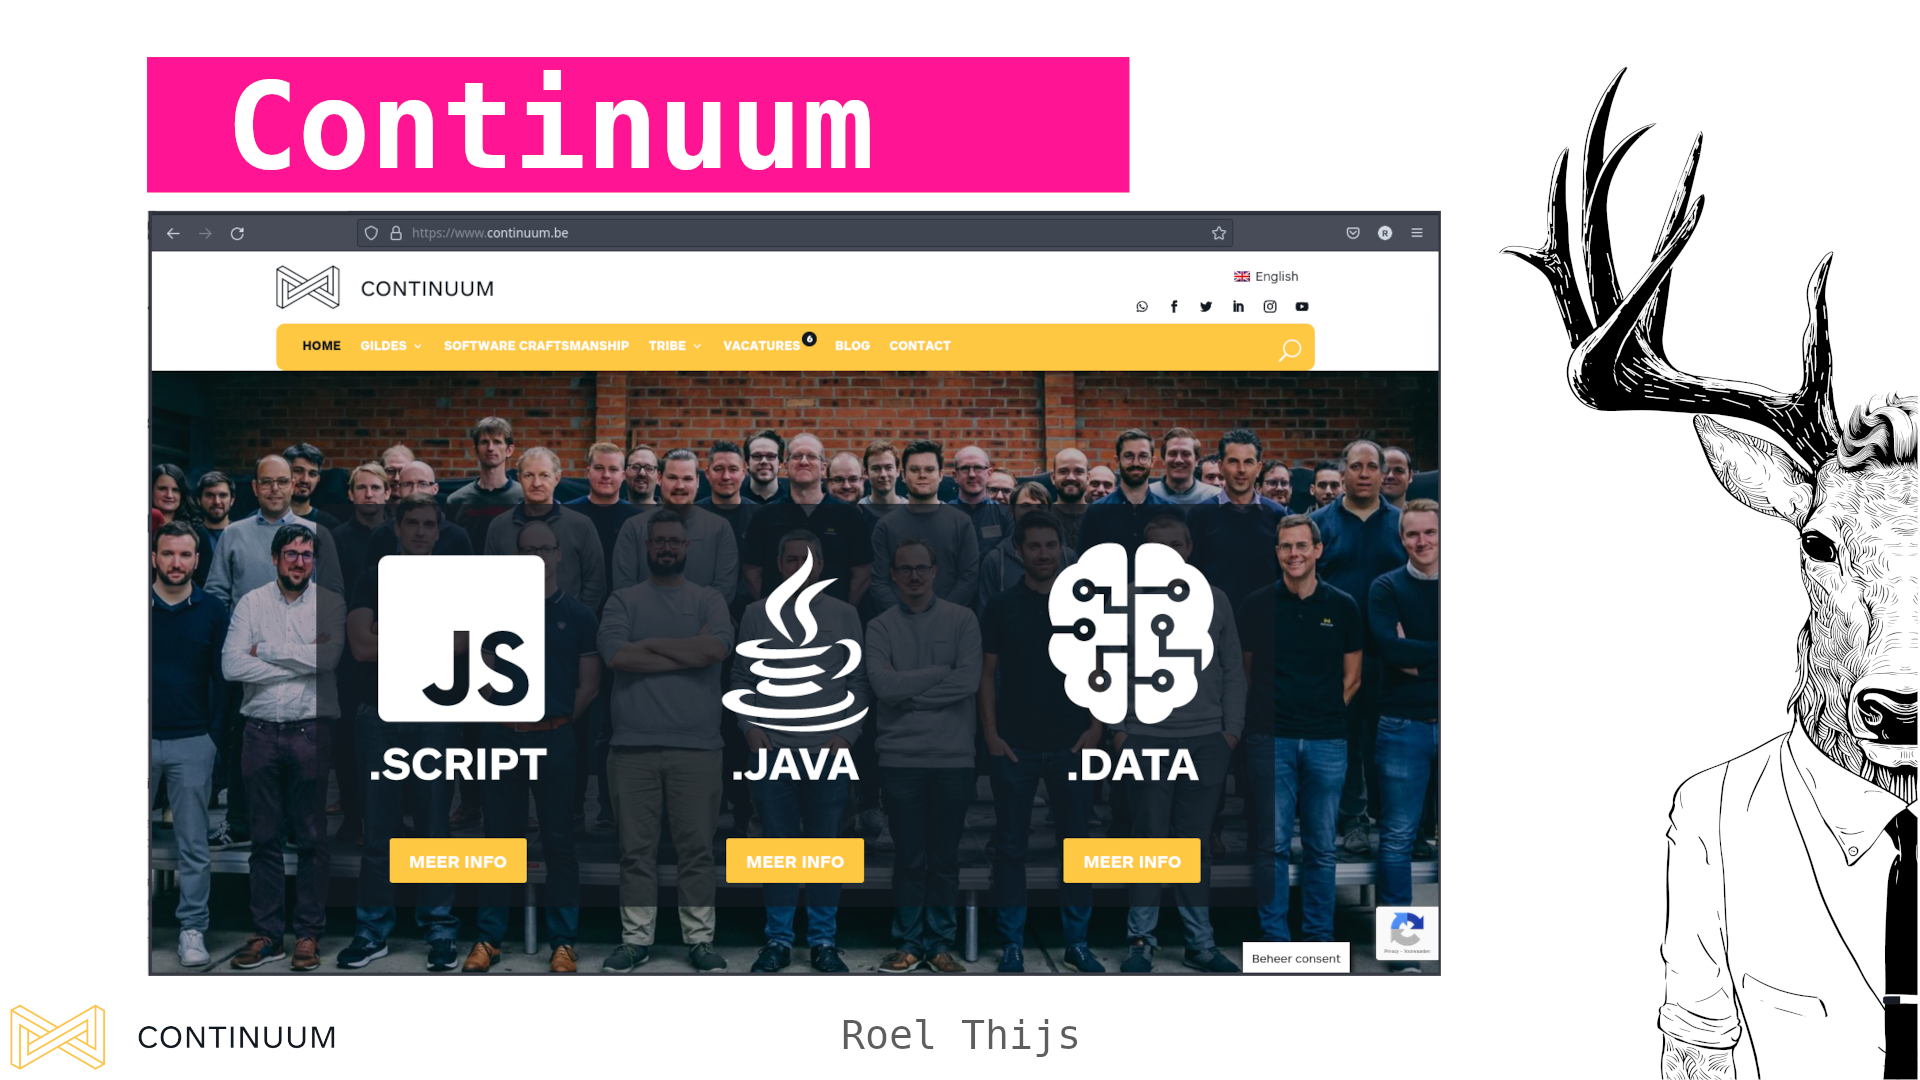 Continuum
https://www.continuum.be
R
CONTINUUM
English
HOME GILDES SOFTWARE CRAFTSMANSHIP TRIBE VACATURES 6 BLOG CONTACT
JS
.SCRIPT .JAVA .DATA
MEER INFO MEER INFO MEER INFO
Privacy - Voorwaarden
Beheer consent
CONTINUUM
Roel Thijs